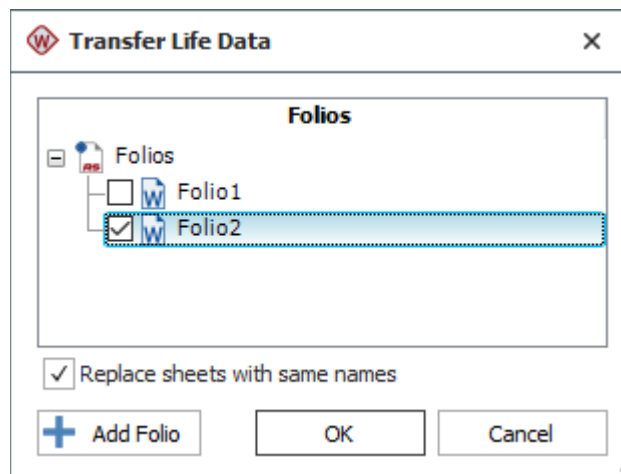 Transfer Life Data
Folios
Folios
Folio1
Folio2
Replace sheets with same names
Add Folio OK Cancel